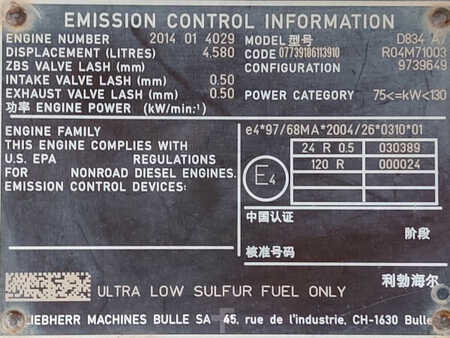 EMISSION CONTROL INFORMATION
ENGINE NUMBER 2014 01 4029 MODEL 型号 D834 A7
DISPLACEMENT (LITRES) 4,580 CODE 07739186113910 R04M71003
ZBS VALVE LASH (mm) CONFIGURATION 9739649
INTAKE VALVE LASH (mm) 0.50
EXHAUST VALVE LASH (mm) 0.50 POWER CATEGORY 75<=kW<130
功率 ENGINE POWER (kW/min-¹)
ENGINE FAMILY e4*97/68MA*2004/26*0310*01
THIS ENGINE COMPLIES WITH 24 R 0.5 030389
U.S. EPA REGULATIONS 120 R 000024
FOR NONROAD DIESEL ENGINES. E4
EMISSION CONTROL DEVICES:
中国认证
阶段
核准号码
ULTRA LOW SULFUR FUEL ONLY 利勃海尔
LIEBHERR MACHINES BULLE SA 45, rue de l'industrie, CH-1630 Bulle